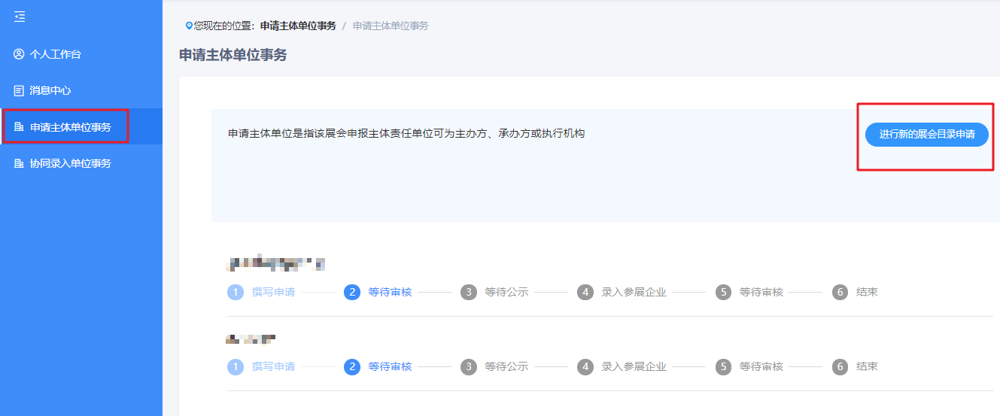 您现在的位置：申请主体单位事务 / 申请主体单位事务
个人工作台
申请主体单位事务
消息中心
申请主体单位事务
申请主体单位是指该展会申报主体责任单位可为主办方、承办方或执行机构
进行新的展会目录申请
协同录入单位事务
1 撰写申请 2 等待审核 3 等待公示 4 录入参展企业 5 等待审核 6 结束
1 撰写申请 2 等待审核 3 等待公示 4 录入参展企业 5 等待审核 6 结束